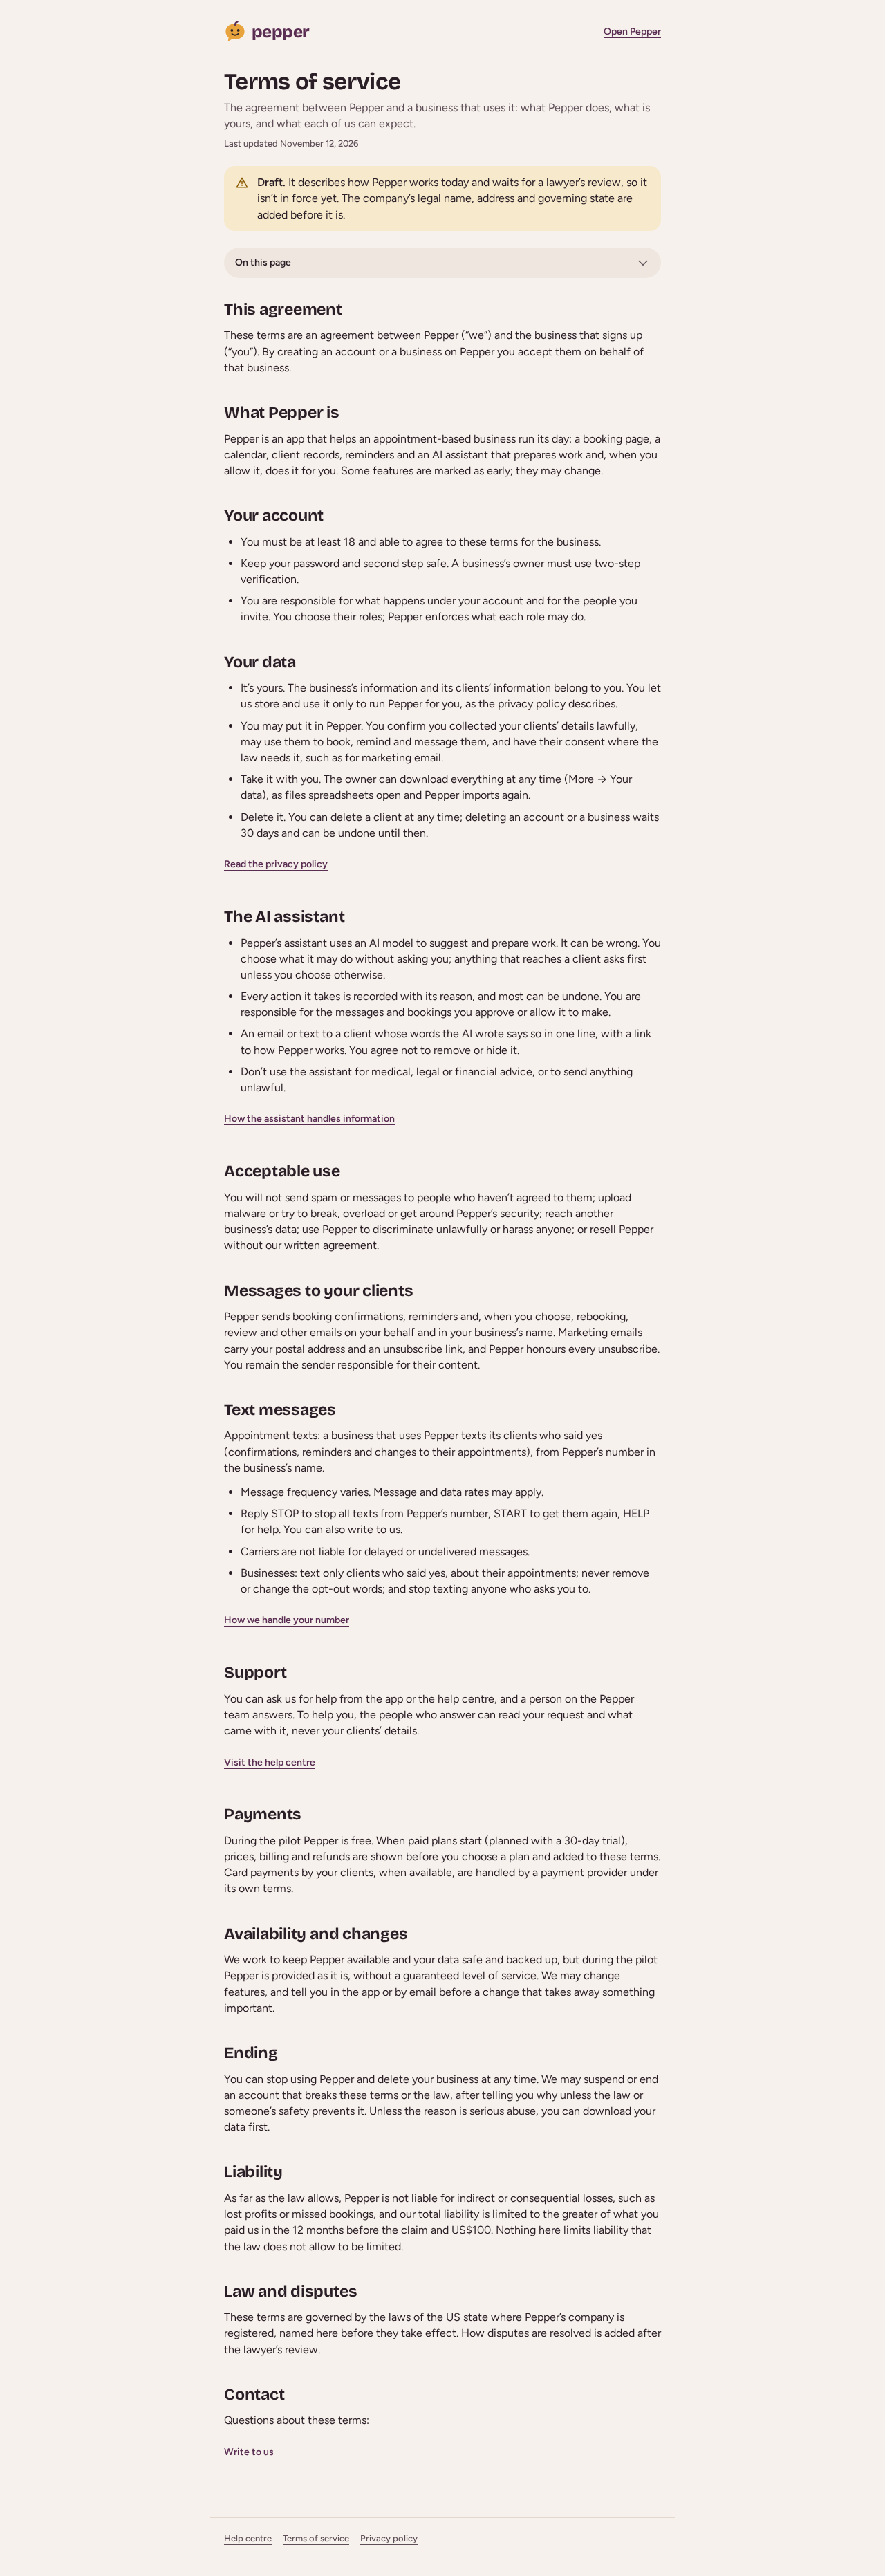 pepper
Open Pepper
Terms of service
The agreement between Pepper and a business that uses it: what Pepper does, what is
yours, and what each of us can expect.
Last updated November 12, 2026
Draft. It describes how Pepper works today and waits for a lawyer’s review, so it
isn’t in force yet. The company’s legal name, address and governing state are
added before it is.
On this page
This agreement
These terms are an agreement between Pepper (“we”) and the business that signs up
(“you”). By creating an account or a business on Pepper you accept them on behalf of
that business.
What Pepper is
Pepper is an app that helps an appointment-based business run its day: a booking page, a
calendar, client records, reminders and an AI assistant that prepares work and, when you
allow it, does it for you. Some features are marked as early; they may change.
Your account
• You must be at least 18 and able to agree to these terms for the business.
• Keep your password and second step safe. A business’s owner must use two-step
verification.
• You are responsible for what happens under your account and for the people you
invite. You choose their roles; Pepper enforces what each role may do.
Your data
• It’s yours. The business’s information and its clients’ information belong to you. You let
us store and use it only to run Pepper for you, as the privacy policy describes.
• You may put it in Pepper. You confirm you collected your clients’ details lawfully,
may use them to book, remind and message them, and have their consent where the
law needs it, such as for marketing email.
• Take it with you. The owner can download everything at any time (More → Your
data), as files spreadsheets open and Pepper imports again.
• Delete it. You can delete a client at any time; deleting an account or a business waits
30 days and can be undone until then.
Read the privacy policy
The AI assistant
• Pepper’s assistant uses an AI model to suggest and prepare work. It can be wrong. You
choose what it may do without asking you; anything that reaches a client asks first
unless you choose otherwise.
• Every action it takes is recorded with its reason, and most can be undone. You are
responsible for the messages and bookings you approve or allow it to make.
• An email or text to a client whose words the AI wrote says so in one line, with a link
to how Pepper works. You agree not to remove or hide it.
• Don’t use the assistant for medical, legal or financial advice, or to send anything
unlawful.
How the assistant handles information
Acceptable use
You will not send spam or messages to people who haven’t agreed to them; upload
malware or try to break, overload or get around Pepper’s security; reach another
business’s data; use Pepper to discriminate unlawfully or harass anyone; or resell Pepper
without our written agreement.
Messages to your clients
Pepper sends booking confirmations, reminders and, when you choose, rebooking,
review and other emails on your behalf and in your business’s name. Marketing emails
carry your postal address and an unsubscribe link, and Pepper honours every unsubscribe.
You remain the sender responsible for their content.
Text messages
Appointment texts: a business that uses Pepper texts its clients who said yes
(confirmations, reminders and changes to their appointments), from Pepper’s number in
the business’s name.
• Message frequency varies. Message and data rates may apply.
• Reply STOP to stop all texts from Pepper’s number, START to get them again, HELP
for help. You can also write to us.
• Carriers are not liable for delayed or undelivered messages.
• Businesses: text only clients who said yes, about their appointments; never remove
or change the opt-out words; and stop texting anyone who asks you to.
How we handle your number
Support
You can ask us for help from the app or the help centre, and a person on the Pepper
team answers. To help you, the people who answer can read your request and what
came with it, never your clients’ details.
Visit the help centre
Payments
During the pilot Pepper is free. When paid plans start (planned with a 30-day trial),
prices, billing and refunds are shown before you choose a plan and added to these terms.
Card payments by your clients, when available, are handled by a payment provider under
its own terms.
Availability and changes
We work to keep Pepper available and your data safe and backed up, but during the pilot
Pepper is provided as it is, without a guaranteed level of service. We may change
features, and tell you in the app or by email before a change that takes away something
important.
Ending
You can stop using Pepper and delete your business at any time. We may suspend or end
an account that breaks these terms or the law, after telling you why unless the law or
someone’s safety prevents it. Unless the reason is serious abuse, you can download your
data first.
Liability
As far as the law allows, Pepper is not liable for indirect or consequential losses, such as
lost profits or missed bookings, and our total liability is limited to the greater of what you
paid us in the 12 months before the claim and US$100. Nothing here limits liability that
the law does not allow to be limited.
Law and disputes
These terms are governed by the laws of the US state where Pepper’s company is
registered, named here before they take effect. How disputes are resolved is added after
the lawyer’s review.
Contact
Questions about these terms:
Write to us
Help centre
Terms of service
Privacy policy